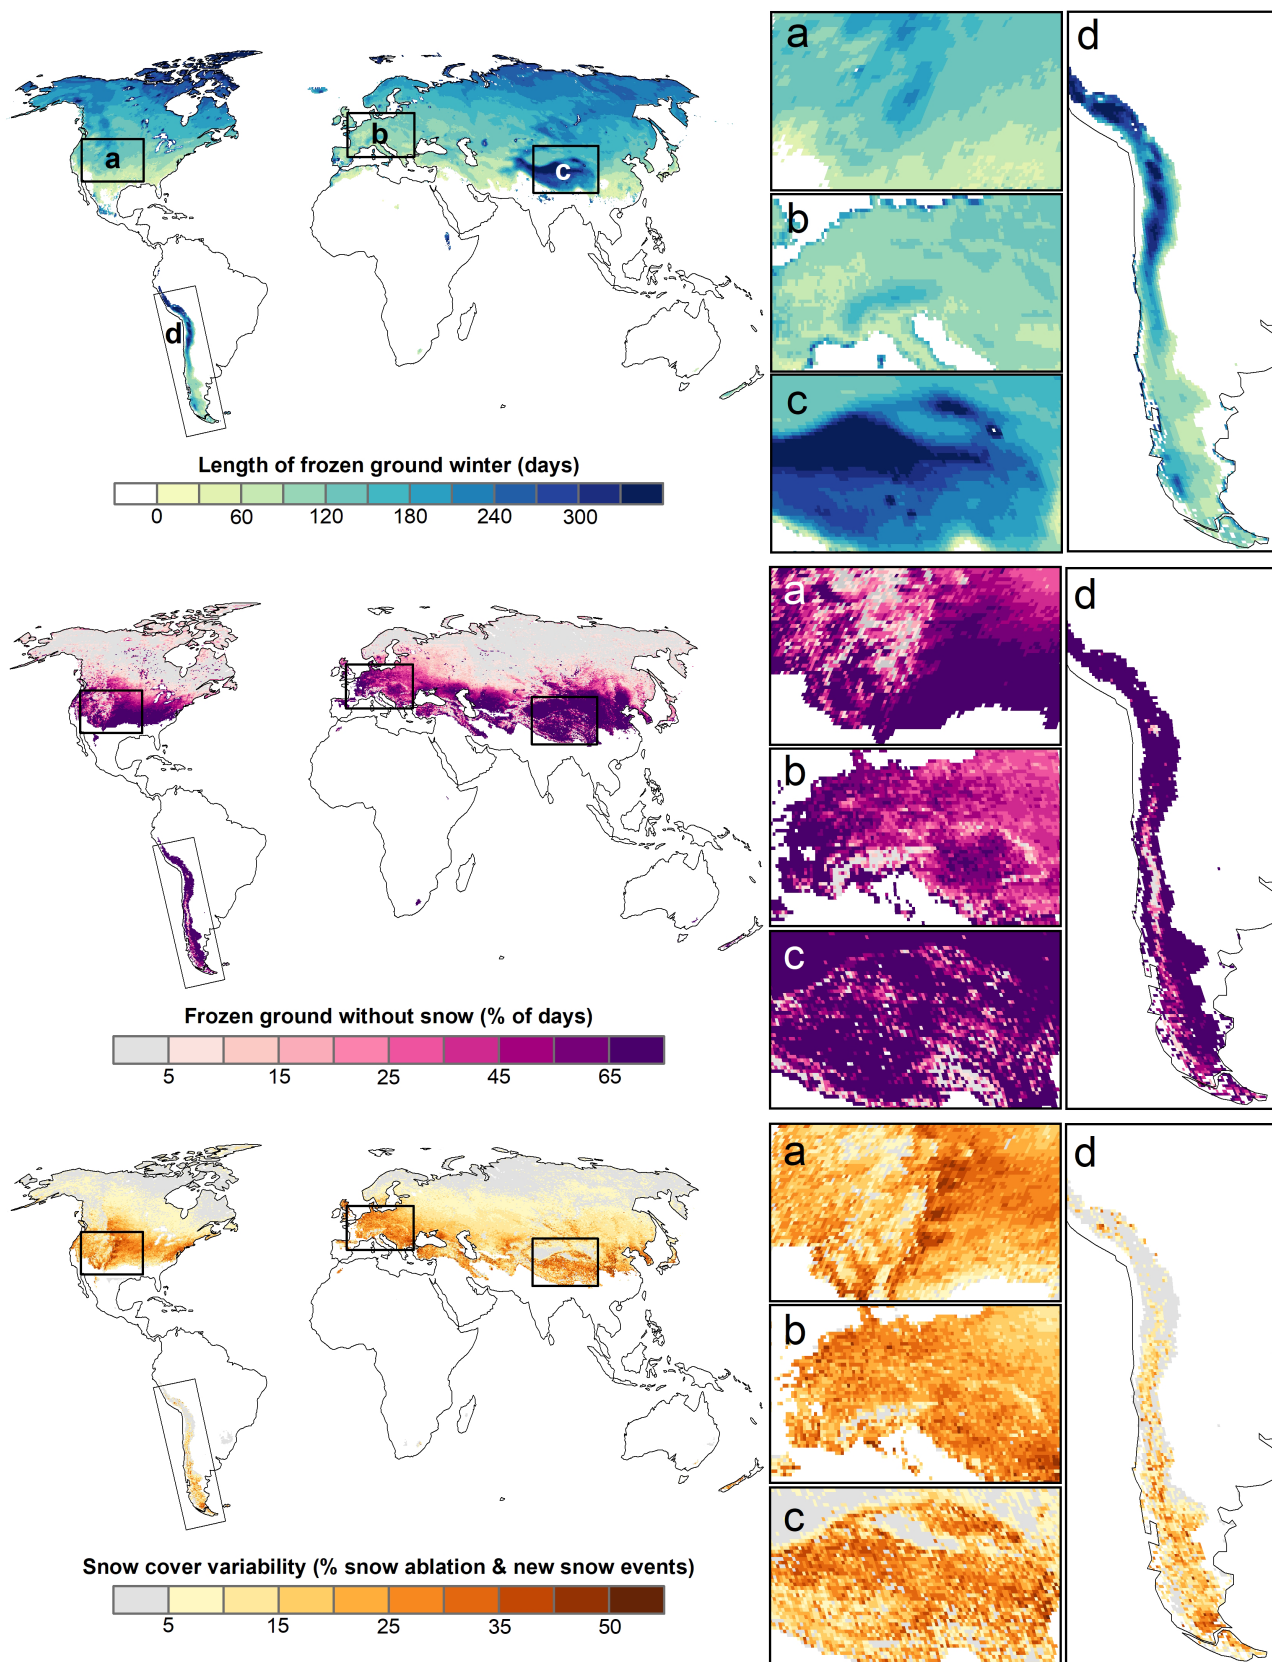 a
d
a
b
c
b
d
c
Length of frozen ground winter (days)
0 60 120 180 240 300
a
d
b
c
Frozen ground without snow (% of days)
5 15 25 45 65
a
d
b
c
Snow cover variability (% snow ablation & new snow events)
5 15 25 35 50